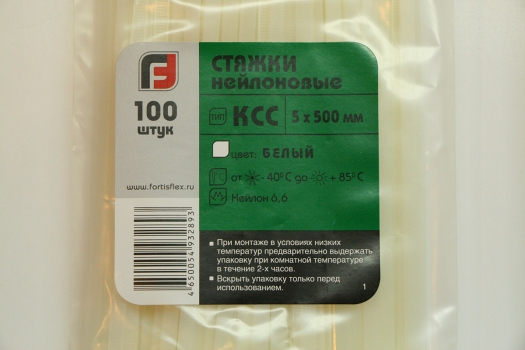 СТЯЖКИ
НЕЙЛОНОВЫЕ
100
штук
ТИП КСС 5 x 500 мм
цвет: БЕЛЫЙ
°C от - 40°C до + 85°C
Нейлон 6,6
www.fortisflex.ru
4650054932893
При монтаже в условиях низких
температур предварительно выдержать
упаковку при комнатной температуре
в течение 2-х часов.
Вскрыть упаковку только перед
использованием.
1